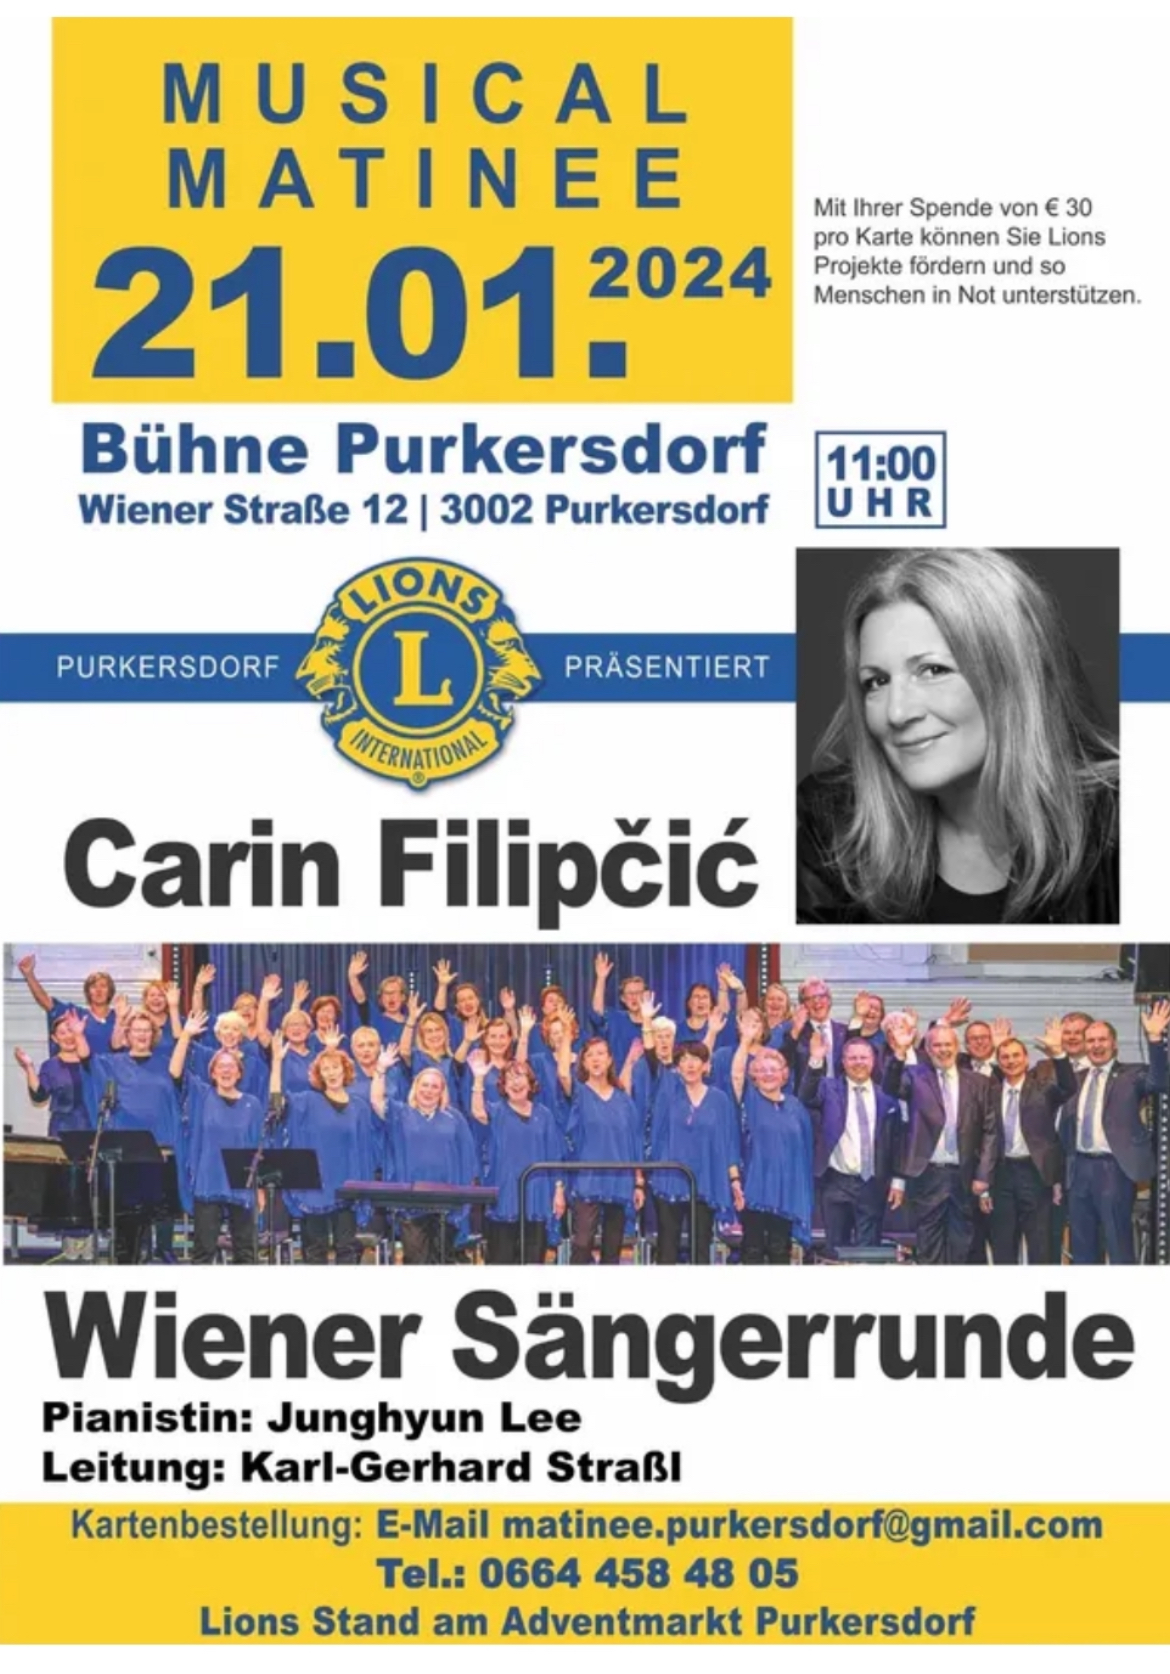 MUSICAL
MATINEE
21.01.2024
Mit Ihrer Spende von € 30
pro Karte können Sie Lions
Projekte fördern und so
Menschen in Not unterstützen.
Bühne Purkersdorf
Wiener Straße 12 | 3002 Purkersdorf
11:00
UHR
PURKERSDORF
LIONS
L
INTERNATIONAL
®
PRÄSENTIERT
Carin Filipčić
Wiener Sängerrunde
Pianistin: Junghyun Lee
Leitung: Karl-Gerhard Straßl
Kartenbestellung: E-Mail matinee.purkersdorf@gmail.com
Tel.: 0664 458 48 05
Lions Stand am Adventmarkt Purkersdorf